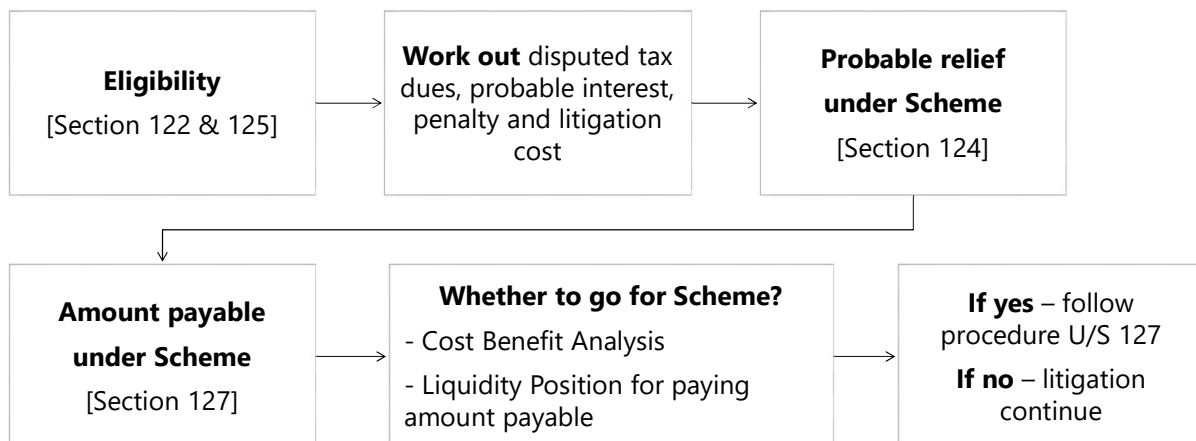 Eligibility
[Section 122 & 125]
Work out disputed tax
dues, probable interest,
penalty and litigation
cost
Probable relief
under Scheme
[Section 124]
Amount payable
under Scheme
[Section 127]
Whether to go for Scheme?
- Cost Benefit Analysis
- Liquidity Position for paying
amount payable
If yes – follow
procedure U/S 127
If no – litigation
continue